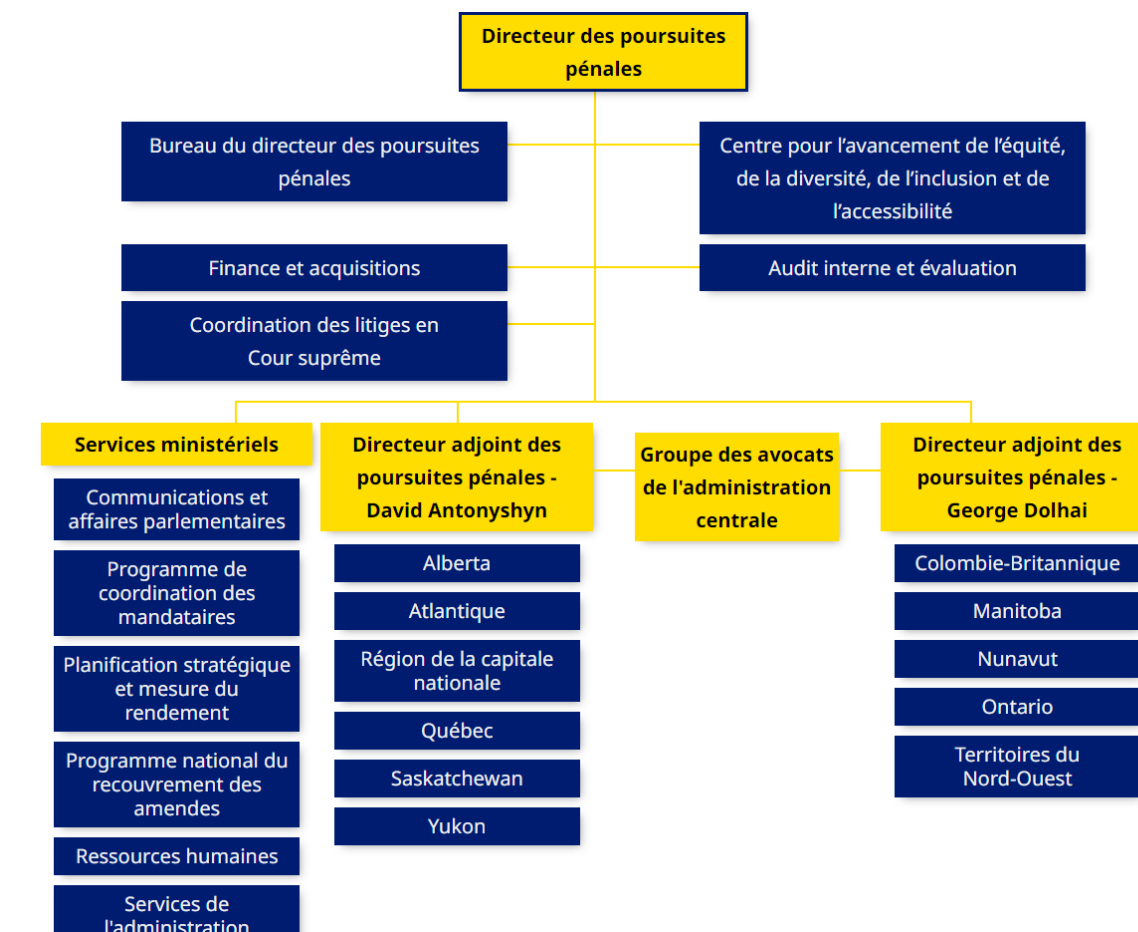 Directeur des poursuites
pénales
Bureau du directeur des poursuites
pénales
Centre pour l’avancement de l’équité,
de la diversité, de l’inclusion et de
l’accessibilité
Finance et acquisitions
Audit interne et évaluation
Coordination des litiges en
Cour suprême
Services ministériels
Communications et
affaires parlementaires
Programme de
coordination des
mandataires
Planification stratégique
et mesure du
rendement
Programme national du
recouvrement des
amendes
Ressources humaines
Services de
l'administration
Directeur adjoint des
poursuites pénales -
David Antonyshyn
Alberta
Atlantique
Région de la capitale
nationale
Québec
Saskatchewan
Yukon
Groupe des avocats
de l'administration
centrale
Directeur adjoint des
poursuites pénales -
George Dolhai
Colombie-Britannique
Manitoba
Nunavut
Ontario
Territoires du
Nord-Ouest